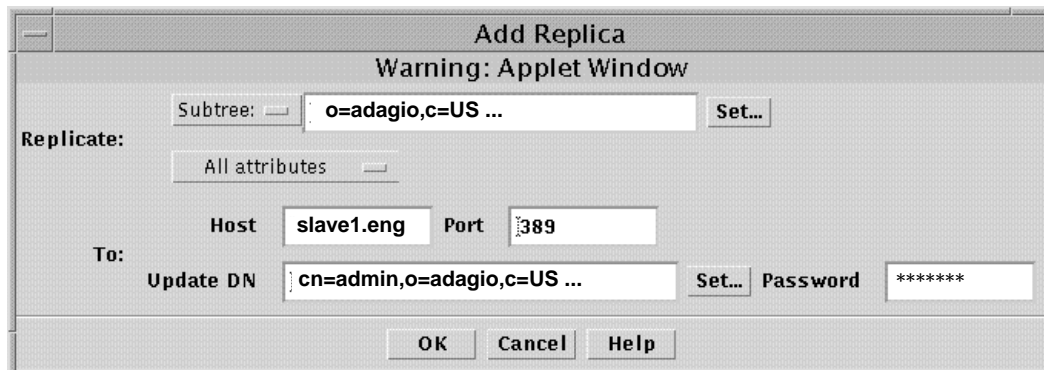 Add Replica
Warning: Applet Window
Subtree: o=adagio,c=US ... Set...
Replicate:
All attributes
Host slave1.eng Port 389
To:
Update DN cn=admin,o=adagio,c=US ... Set... Password *******
OK Cancel Help